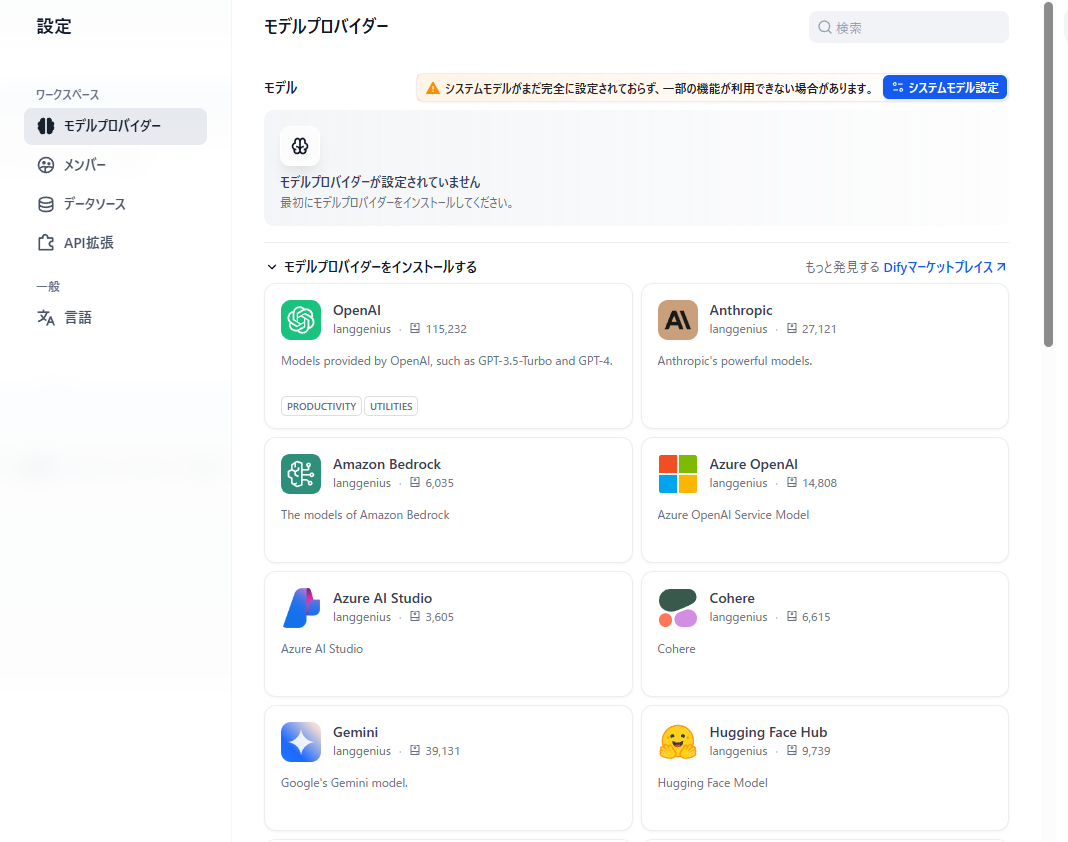 設定
ワークスペース
モデルプロバイダー
メンバー
データソース
API拡張
一般
言語
モデルプロバイダー
検索
モデル
システムモデルがまだ完全に設定されておらず、一部の機能が利用できない場合があります。
システムモデル設定
モデルプロバイダーが設定されていません
最初にモデルプロバイダーをインストールしてください。
モデルプロバイダーをインストールする
もっと発見する Difyマーケットプレイス
OpenAI
langgenius · 115,232
Models provided by OpenAI, such as GPT-3.5-Turbo and GPT-4.
PRODUCTIVITY UTILITIES
Anthropic
langgenius · 27,121
Anthropic's powerful models.
Amazon Bedrock
langgenius · 6,035
The models of Amazon Bedrock
Azure OpenAI
langgenius · 14,808
Azure OpenAI Service Model
Azure AI Studio
langgenius · 3,605
Azure AI Studio
Cohere
langgenius · 6,615
Cohere
Gemini
langgenius · 39,131
Google's Gemini model.
Hugging Face Hub
langgenius · 9,739
Hugging Face Model